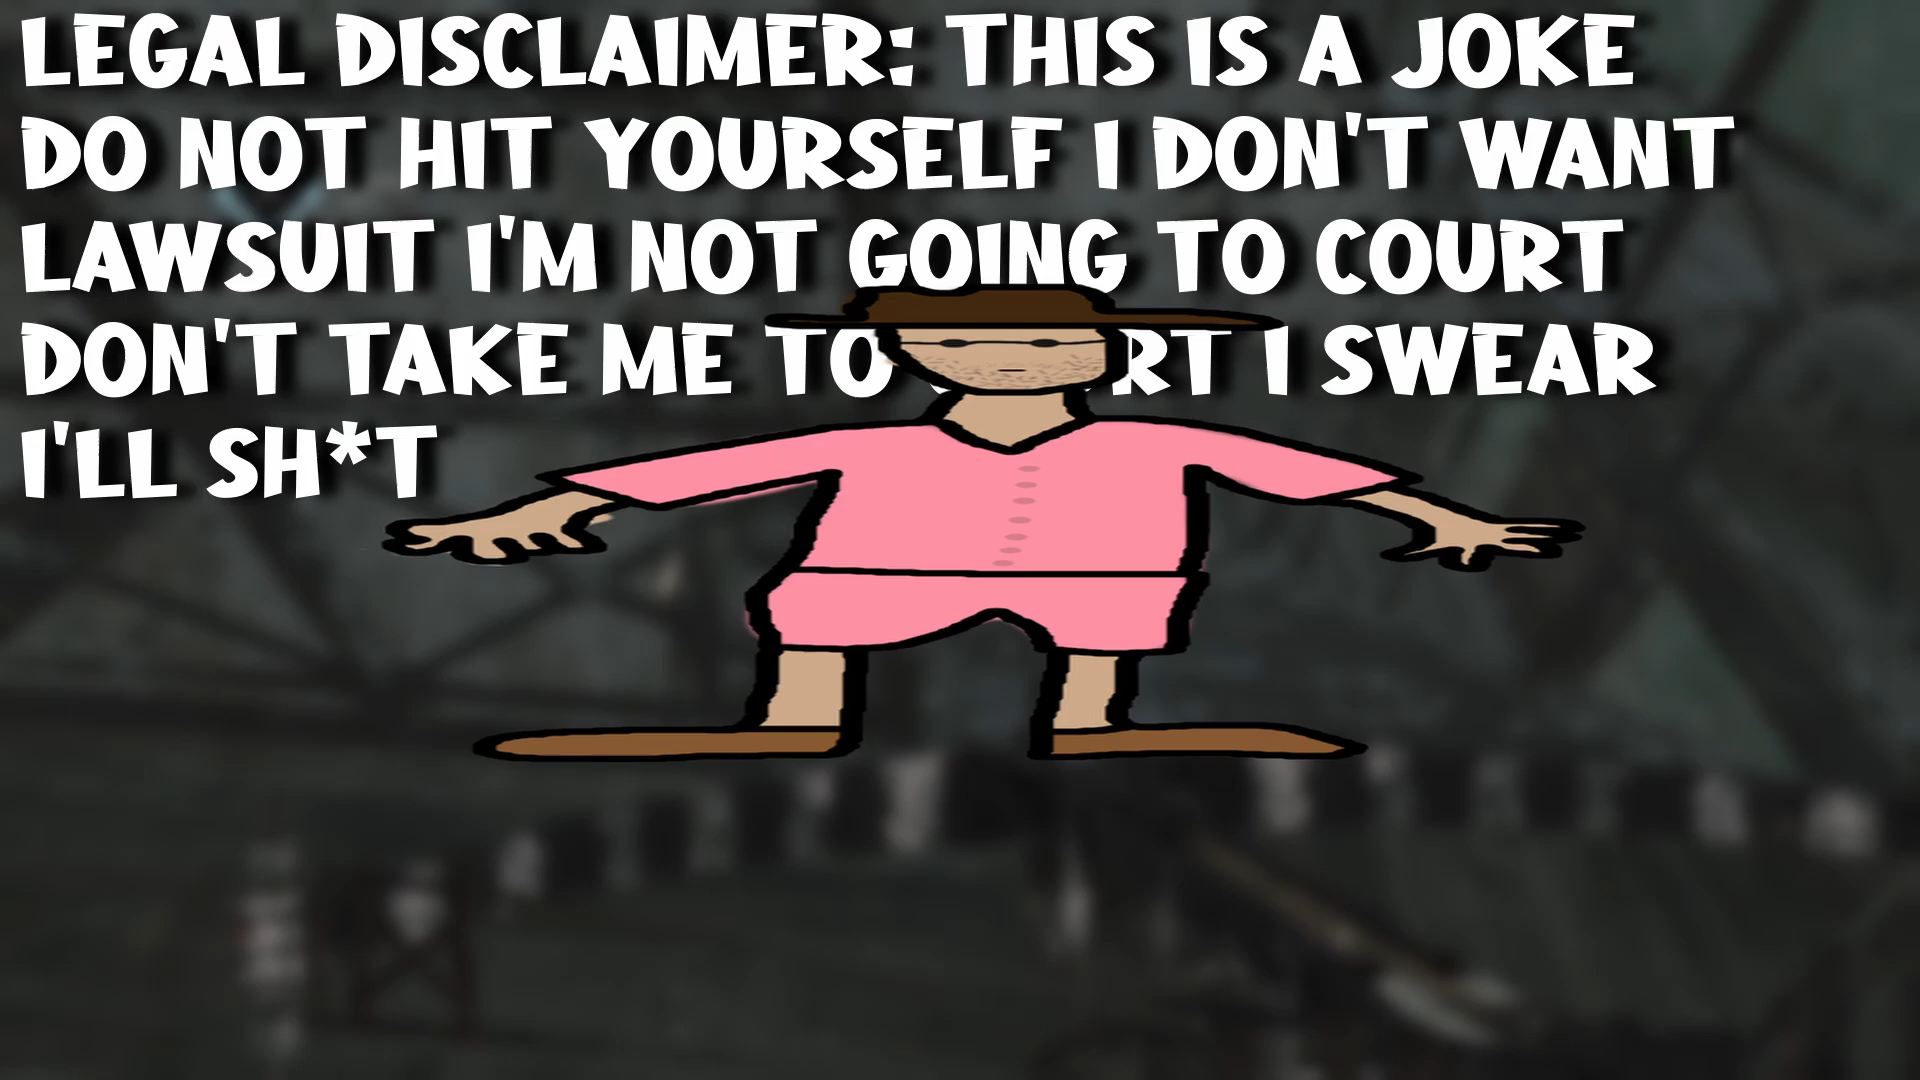 LEGAL DISCLAIMER: THIS IS A JOKE
DO NOT HIT YOURSELF I DON'T WANT
LAWSUIT I'M NOT GOING TO COURT
DON'T TAKE ME TO RT I SWEAR
I'LL SH*T